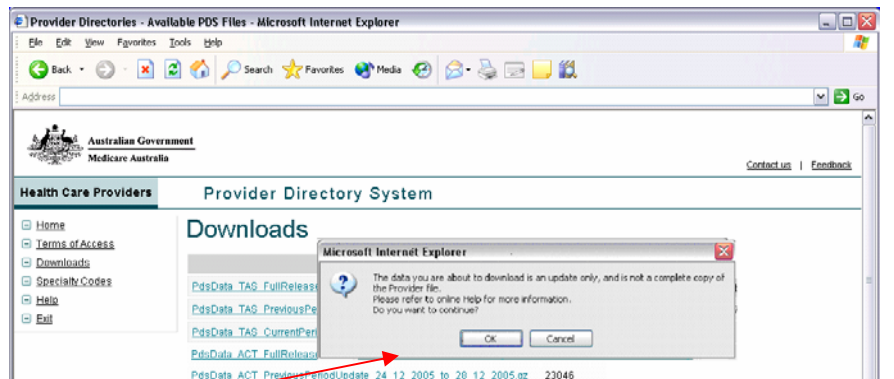 Provider Directories - Available PDS Files - Microsoft Internet Explorer
File Edit View Favorites Tools Help
Back Search Favorites Media
Address Go
Australian Government
Medicare Australia
Contact us | Feedback
Health Care Providers Provider Directory System
Home
Terms of Access
Downloads
Specialty Codes
Help
Exit
Downloads
Microsoft Internet Explorer
The data you are about to download is an update only, and is not a complete copy of
the Provider file.
Please refer to online Help for more information.
Do you want to continue?
OK Cancel
PdsData_TAS_FullRelease
PdsData_TAS_PreviousPe
PdsData_TAS_CurrentPeri
PdsData_ACT_FullRelease
PdsData_ACT_PreviousPeriodUpdate_24_12_2005_to_28_12_2005.gz 23046